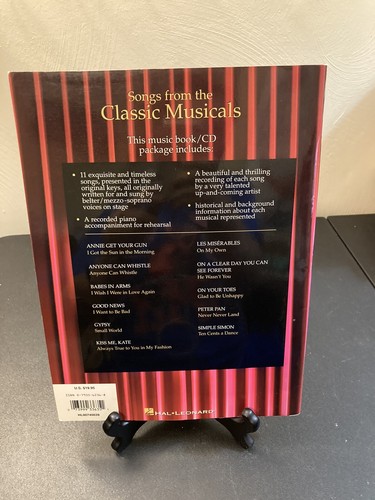 Songs from the
Classic Musicals
This music book/CD
package includes:
• 11 exquisite and timeless
songs, presented in the
original keys, all originally
written for and sung by
belter/mezzo-soprano
voices on stage
• A recorded piano
accompaniment for rehearsal
• A beautiful and thrilling
recording of each song
by a very talented
up-and-coming artist
• historical and background
information about each
musical represented
ANNIE GET YOUR GUN
I Got the Sun in the Morning
ANYONE CAN WHISTLE
Anyone Can Whistle
BABES IN ARMS
I Wish I Were in Love Again
GOOD NEWS
I Want to Be Bad
GYPSY
Small World
KISS ME, KATE
Always True to You in My Fashion
LES MISÉRABLES
On My Own
ON A CLEAR DAY YOU CAN
SEE FOREVER
He Wasn't You
ON YOUR TOES
Glad to Be Unhappy
PETER PAN
Never Never Land
SIMPLE SIMON
Ten Cents a Dance
HAL•LEONARD